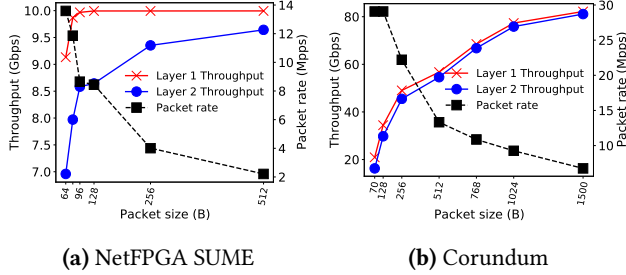 10.0
9.5
9.0
8.5
8.0
7.5
7.0
Throughput (Gbps)
Layer 1 Throughput
Layer 2 Throughput
Packet rate
14
12
10
8
6
4
2
Packet rate (Mpps)
64
96
128
256
512
Packet size (B)
(a) NetFPGA SUME
80
60
40
20
Throughput (Gbps)
Layer 1 Throughput
Layer 2 Throughput
Packet rate
30
25
20
15
10
Packet rate (Mpps)
70
128
256
512
768
1024
1500
Packet size (B)
(b) Corundum